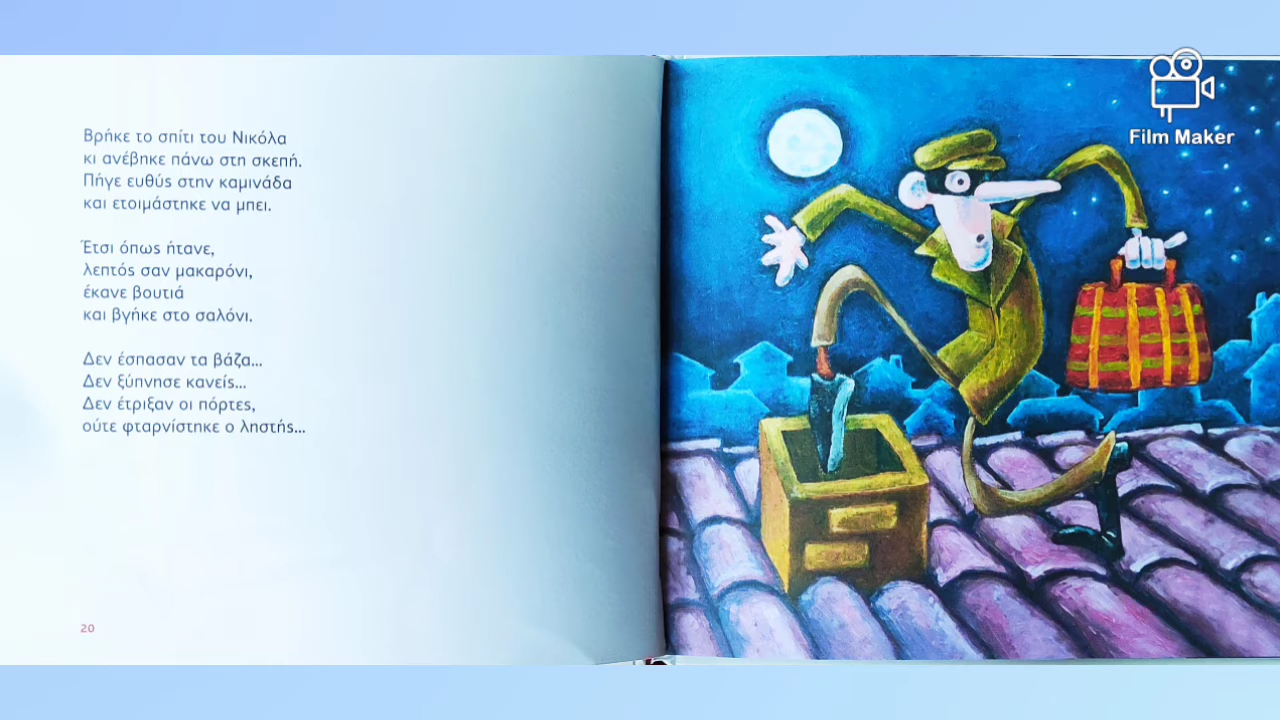 Βρήκε το σπίτι του Νικόλα
κι ανέβηκε πάνω στη σκεπή.
Πήγε ευθύς στην καμινάδα
και ετοιμάστηκε να μπει.
Έτσι όπως ήτανε,
λεπτός σαν μακαρόνι,
έκανε βουτιά
και βγήκε στο σαλόνι.
Δεν έσπασαν τα βάζα...
Δεν ξύπνησε κανείς...
Δεν έτριξαν οι πόρτες,
ούτε φταρνίστηκε ο ληστής...
20
Film Maker